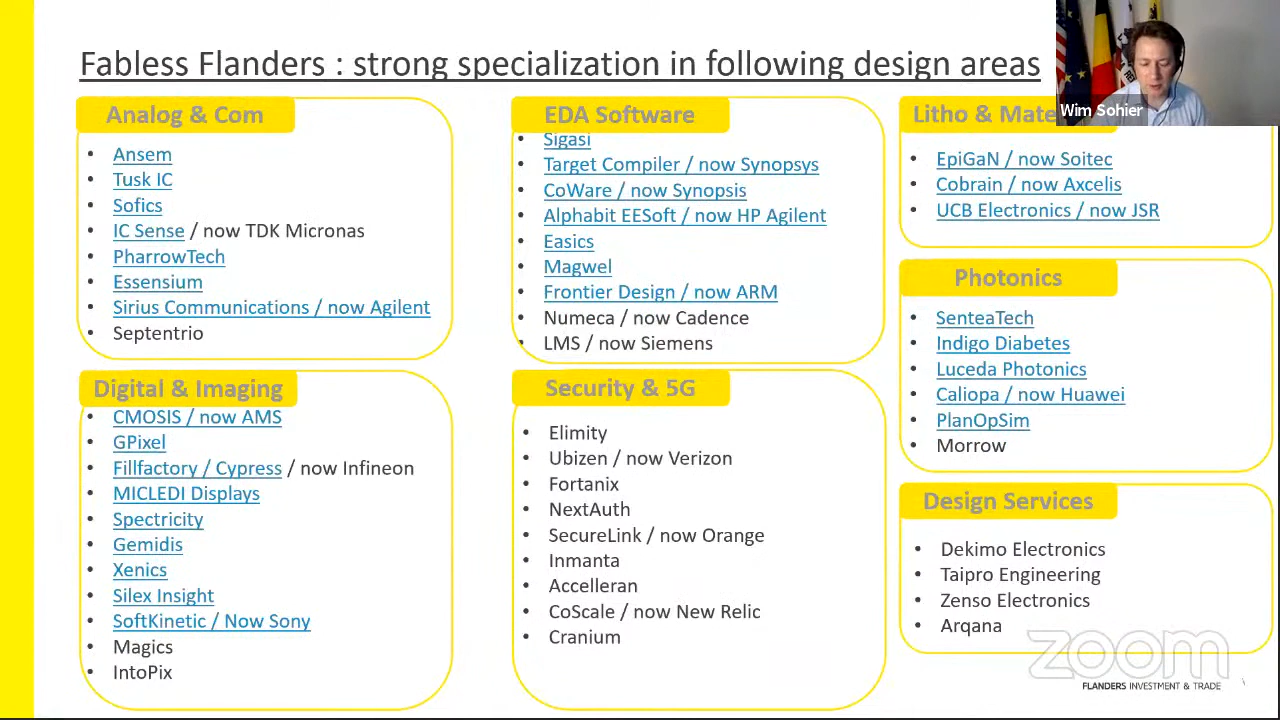 Fabless Flanders : strong specialization in following design areas
Wim Sohier
Analog & Com
Ansem
Tusk IC
Sofics
IC Sense / now TDK Micronas
PharrowTech
Essensium
Sirius Communications / now Agilent
Septentrio
Digital & Imaging
CMOSIS / now AMS
GPixel
Fillfactory / Cypress / now Infineon
MICLEDI Displays
Spectricity
Gemidis
Xenics
Silex Insight
SoftKinetic / Now Sony
Magics
IntoPix
EDA Software
Sigasi
Target Compiler / now Synopsys
CoWare / now Synopsis
Alphabit EESoft / now HP Agilent
Easics
Magwel
Frontier Design / now ARM
Numeca / now Cadence
LMS / now Siemens
Security & 5G
Elimity
Ubizen / now Verizon
Fortanix
NextAuth
SecureLink / now Orange
Inmanta
Accelleran
CoScale / now New Relic
Cranium
Litho & Mate
EpiGaN / now Soitec
Cobrain / now Axcelis
UCB Electronics / now JSR
Photonics
SenteaTech
Indigo Diabetes
Luceda Photonics
Caliopa / now Huawei
PlanOpSim
Morrow
Design Services
Dekimo Electronics
Taipro Engineering
Zenso Electronics
Arqana
zoom
FLANDERS INVESTMENT & TRADE